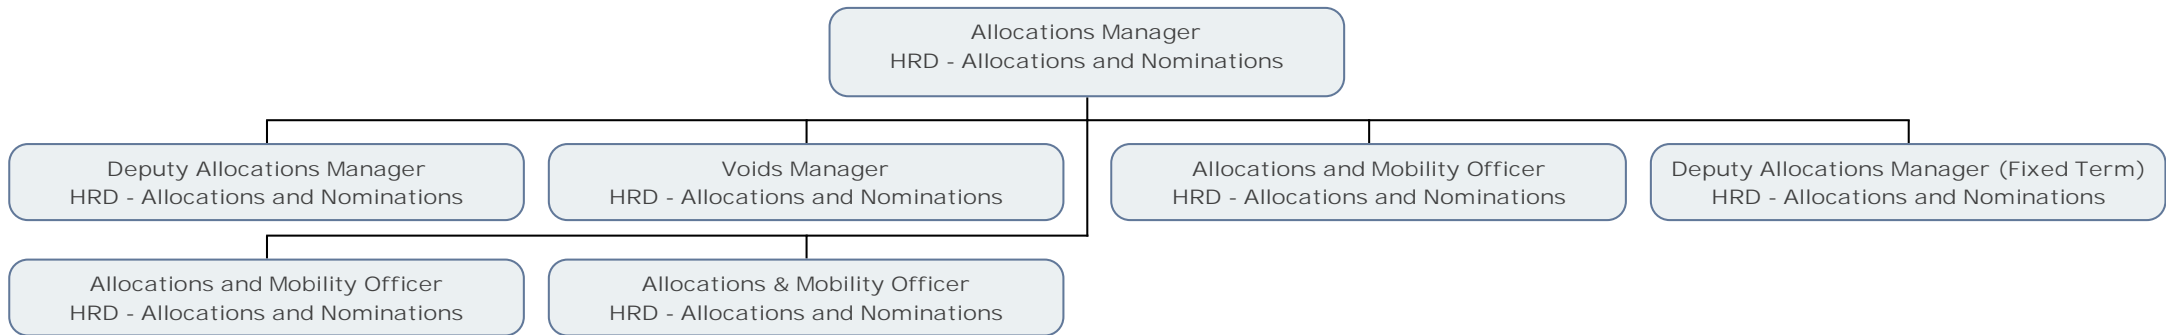 Allocations Manager
HRD - Allocations and Nominations
Deputy Allocations Manager
HRD - Allocations and Nominations
Voids Manager
HRD - Allocations and Nominations
Allocations and Mobility Officer
HRD - Allocations and Nominations
Deputy Allocations Manager (Fixed Term)
HRD - Allocations and Nominations
Allocations and Mobility Officer
HRD - Allocations and Nominations
Allocations & Mobility Officer
HRD - Allocations and Nominations